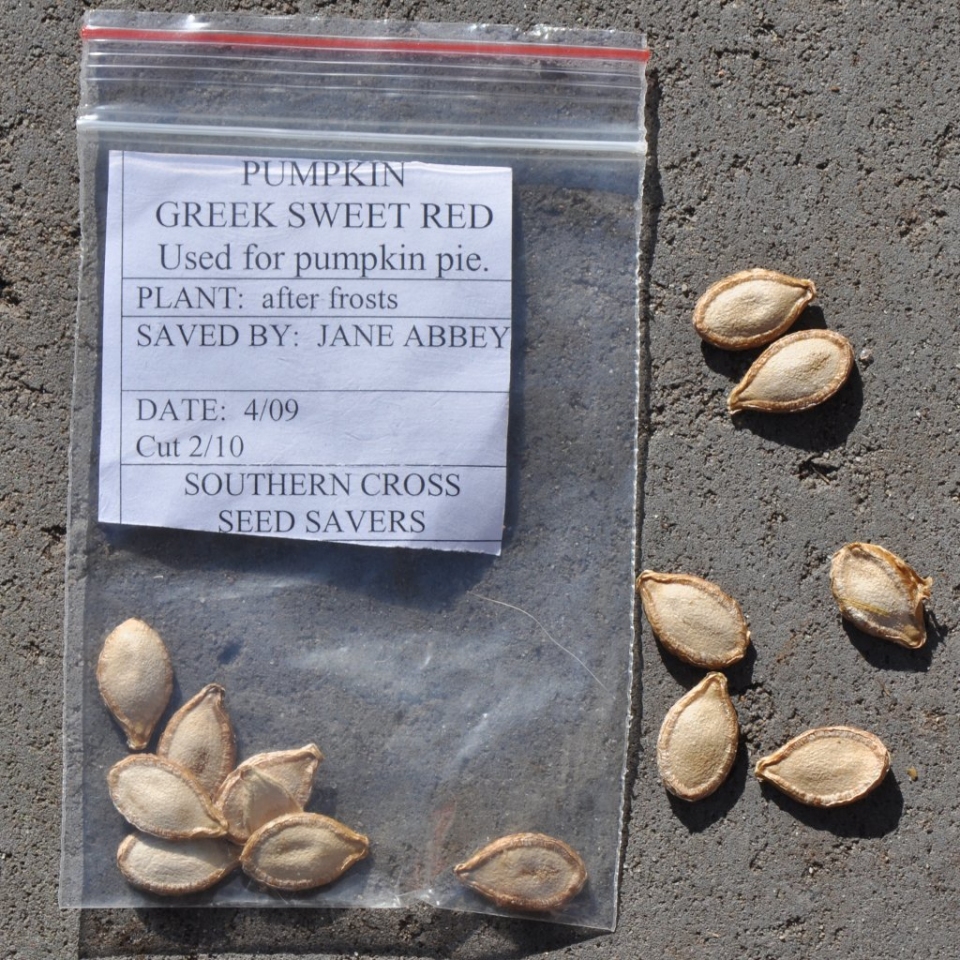 PUMPKIN
GREEK SWEET RED
Used for pumpkin pie.
PLANT: after frosts
SAVED BY: JANE ABBEY
DATE: 4/09
Cut 2/10
SOUTHERN CROSS
SEED SAVERS